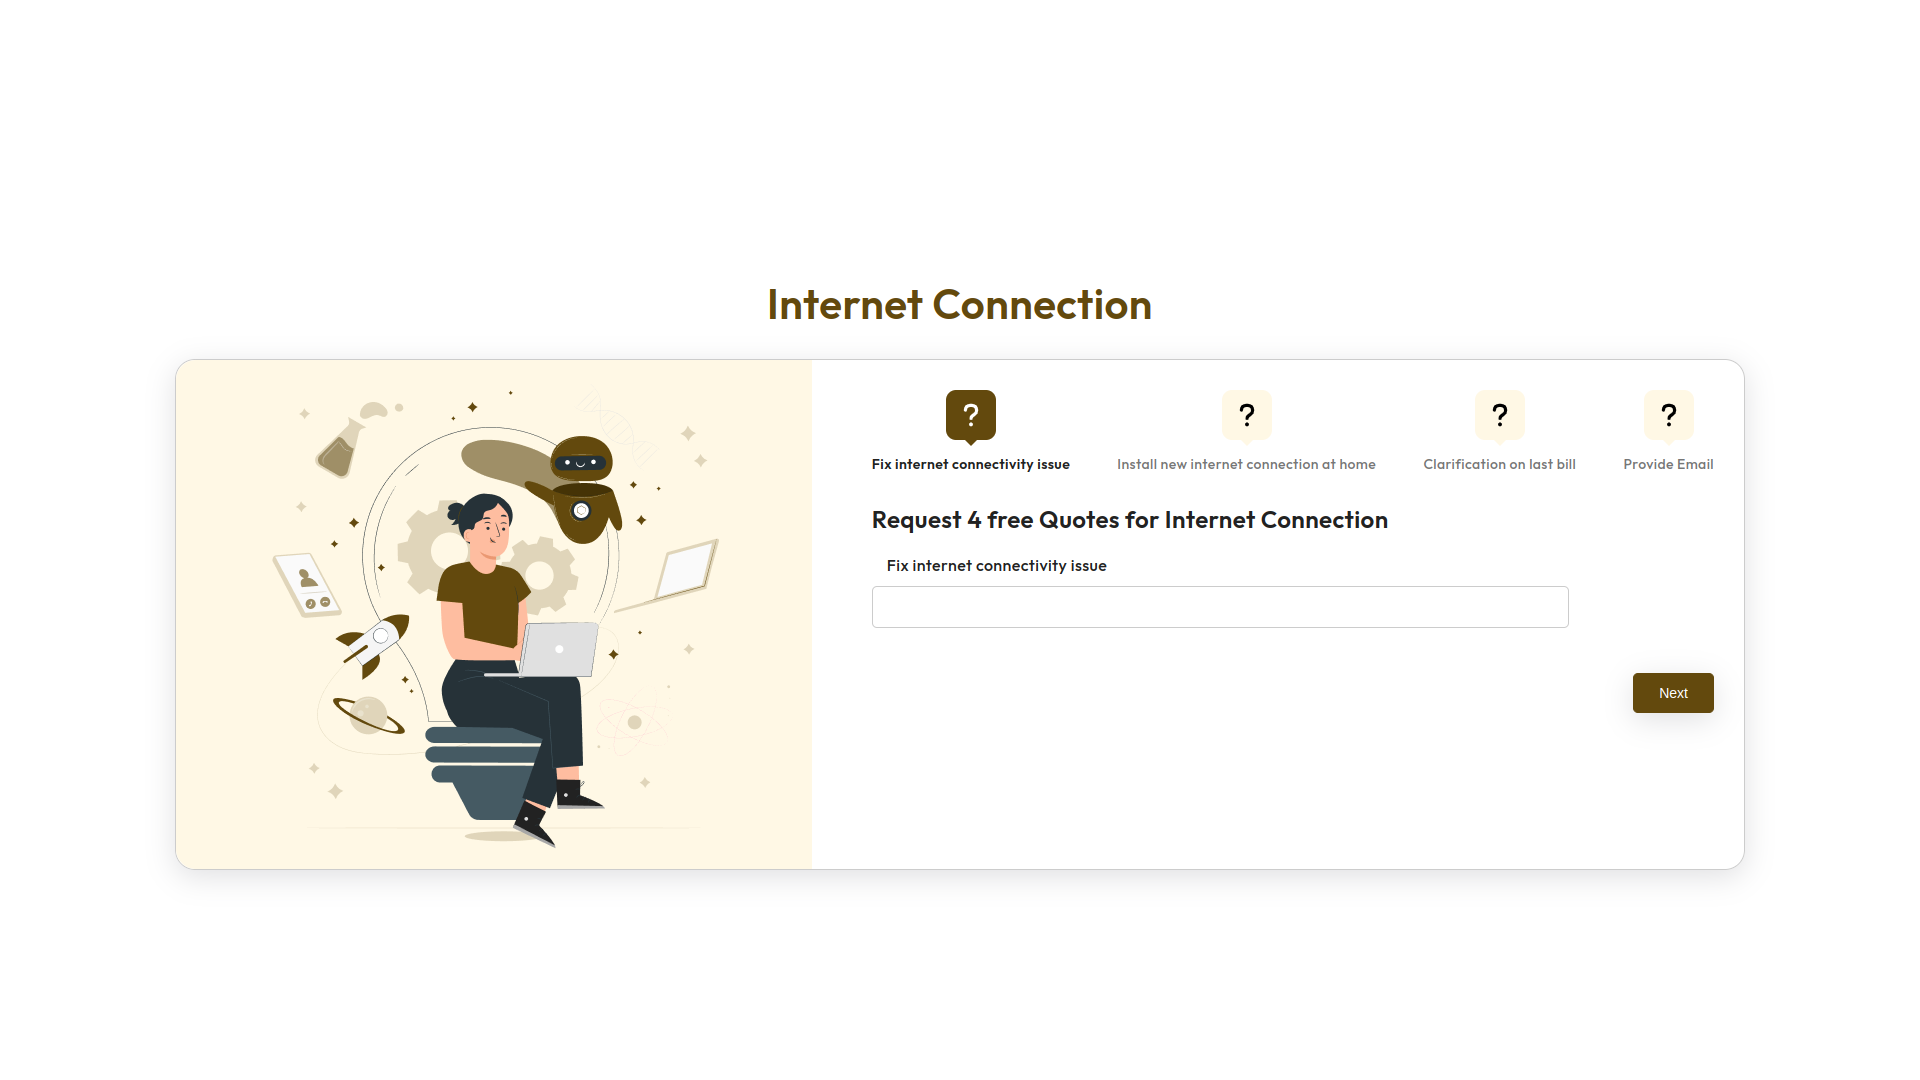 Internet Connection
?
?
?
?
Fix internet connectivity issue
Install new internet connection at home
Clarification on last bill
Provide Email
Request 4 free Quotes for Internet Connection
Fix internet connectivity issue
Next